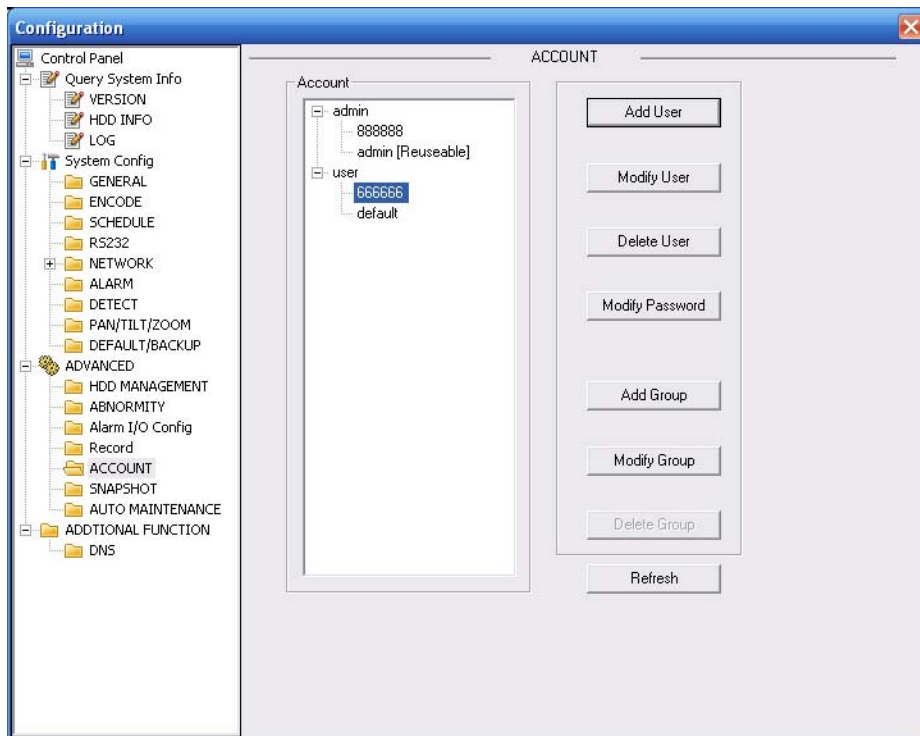 Configuration
Control Panel
Query System Info
VERSION
HDD INFO
LOG
System Config
GENERAL
ENCODE
SCHEDULE
RS232
NETWORK
ALARM
DETECT
PAN/TILT/ZOOM
DEFAULT/BACKUP
ADVANCED
HDD MANAGEMENT
ABNORMITY
Alarm I/O Config
Record
ACCOUNT
SNAPSHOT
AUTO MAINTENANCE
ADDTIONAL FUNCTION
DNS
ACCOUNT
Account
admin
888888
admin [Reuseable]
user
666666
default
Add User
Modify User
Delete User
Modify Password
Add Group
Modify Group
Delete Group
Refresh